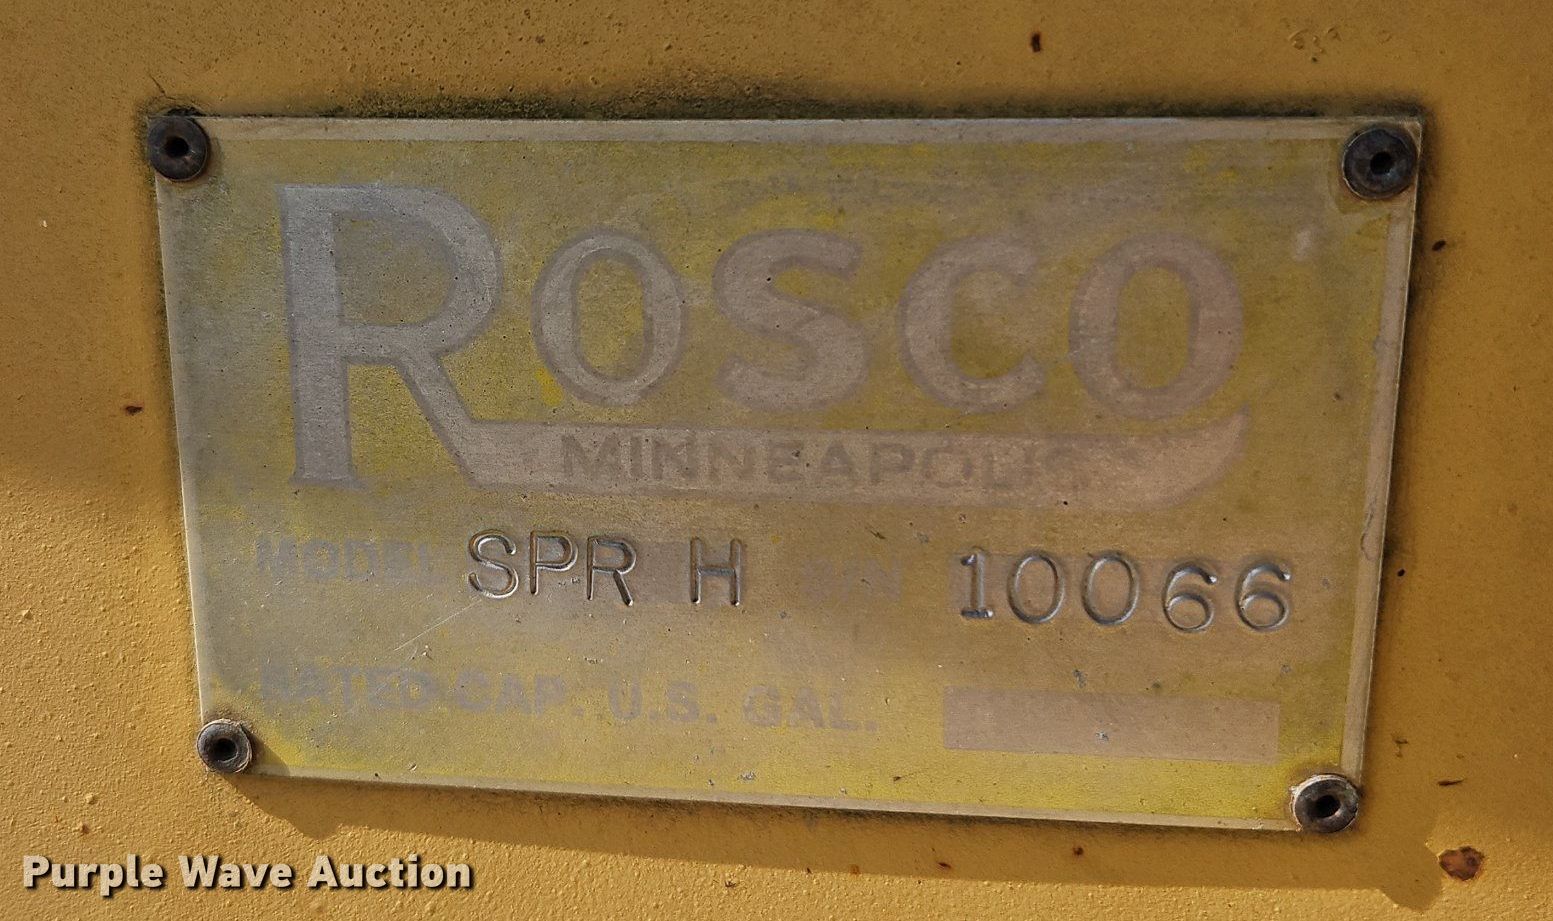 ROSCO
MINNEAPOLIS
MODEL SPR H S/N 10066
RATED CAP. U.S. GAL.
Purple Wave Auction